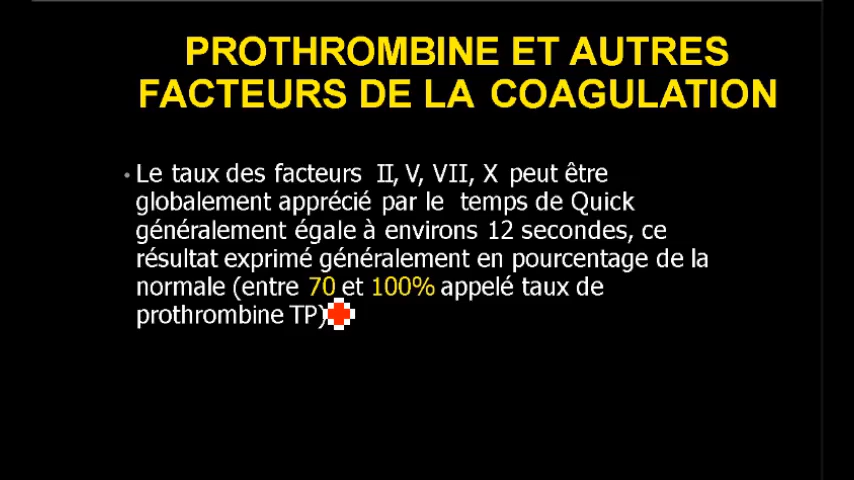 PROTHROMBINE ET AUTRES
FACTEURS DE LA COAGULATION
• Le taux des facteurs II, V, VII, X peut être
globalement apprécié par le temps de Quick
généralement égale à environs 12 secondes, ce
résultat exprimé généralement en pourcentage de la
normale (entre 70 et 100% appelé taux de
prothrombine TP)